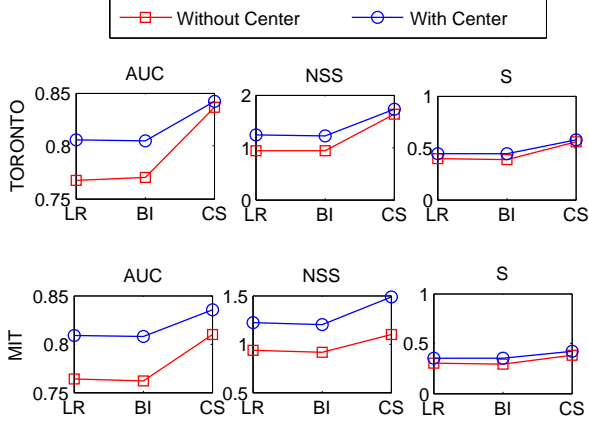 Without Center With Center
AUC NSS S
TORONTO
0.85
0.8
0.75
LR BI CS
2
1
0
LR BI CS
1
0.5
0
LR BI CS
AUC NSS S
MIT
0.85
0.8
0.75
LR BI CS
1.5
1
0.5
LR BI CS
1
0.5
0
LR BI CS